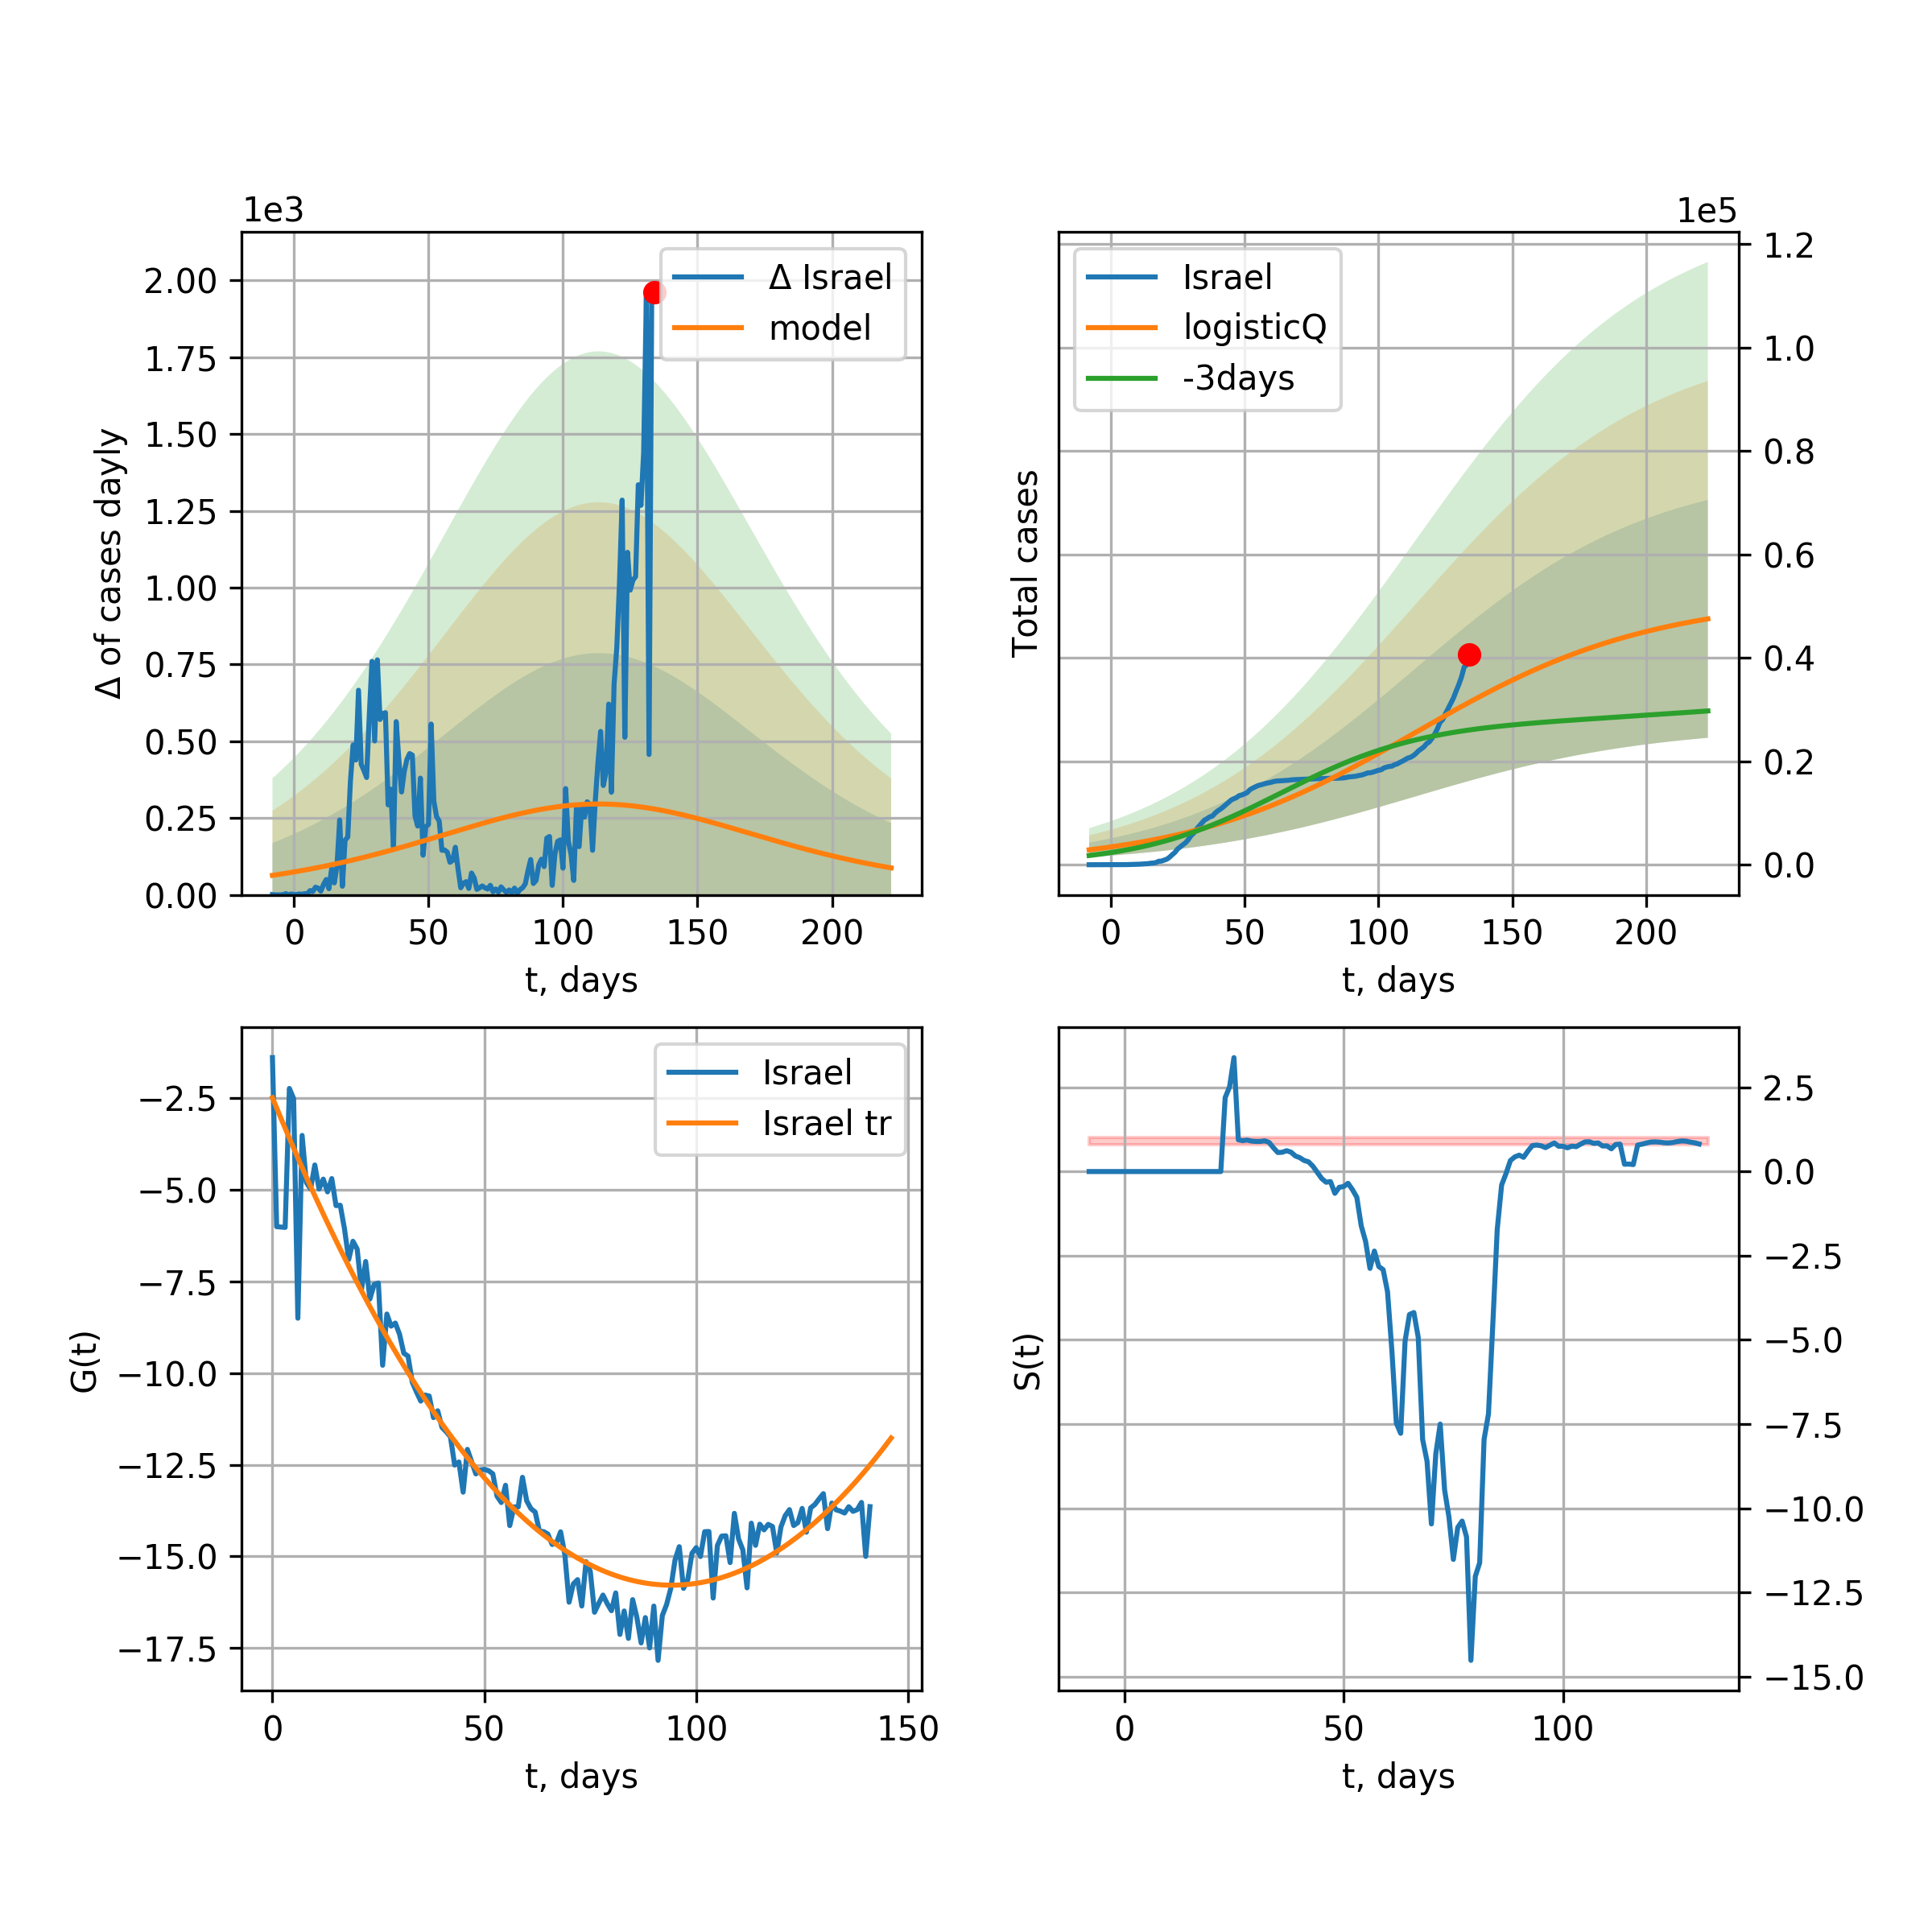 1e3
Δ Israel
model
2.00
1.75
1.50
1.25
1.00
0.75
0.50
0.25
0.00
Δ of cases dayly
0
50
100
150
200
t, days
1e5
Israel
logisticQ
-3days
1.2
1.0
0.8
0.6
0.4
0.2
0.0
Total cases
0
50
100
150
200
t, days
Israel
Israel tr
−2.5
−5.0
−7.5
−10.0
−12.5
−15.0
−17.5
G(t)
0
50
100
150
t, days
2.5
0.0
−2.5
−5.0
−7.5
−10.0
−12.5
−15.0
S(t)
0
50
100
t, days